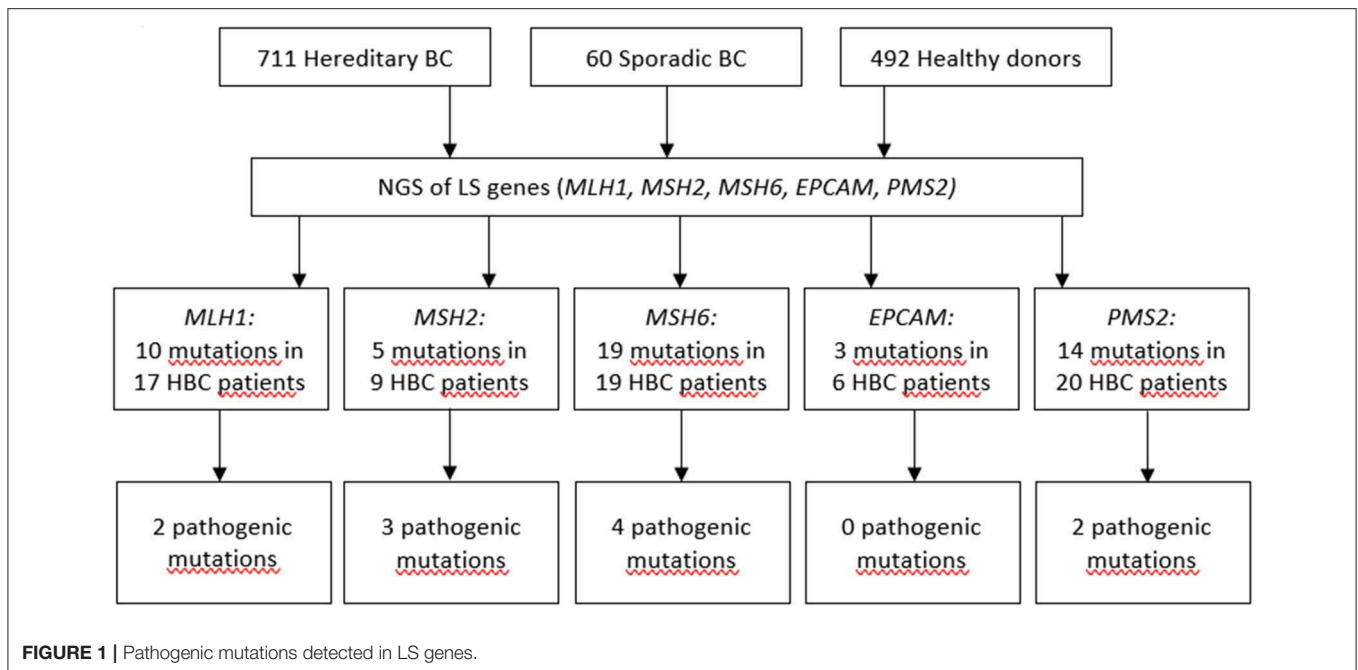 711 Hereditary BC
60 Sporadic BC
492 Healthy donors
NGS of LS genes (MLH1, MSH2, MSH6, EPCAM, PMS2)
MLH1:
10 mutations in
17 HBC patients
MSH2:
5 mutations in
9 HBC patients
MSH6:
19 mutations in
19 HBC patients
EPCAM:
3 mutations in
6 HBC patients
PMS2:
14 mutations in
20 HBC patients
2 pathogenic
mutations
3 pathogenic
mutations
4 pathogenic
mutations
0 pathogenic
mutations
2 pathogenic
mutations
FIGURE 1 | Pathogenic mutations detected in LS genes.